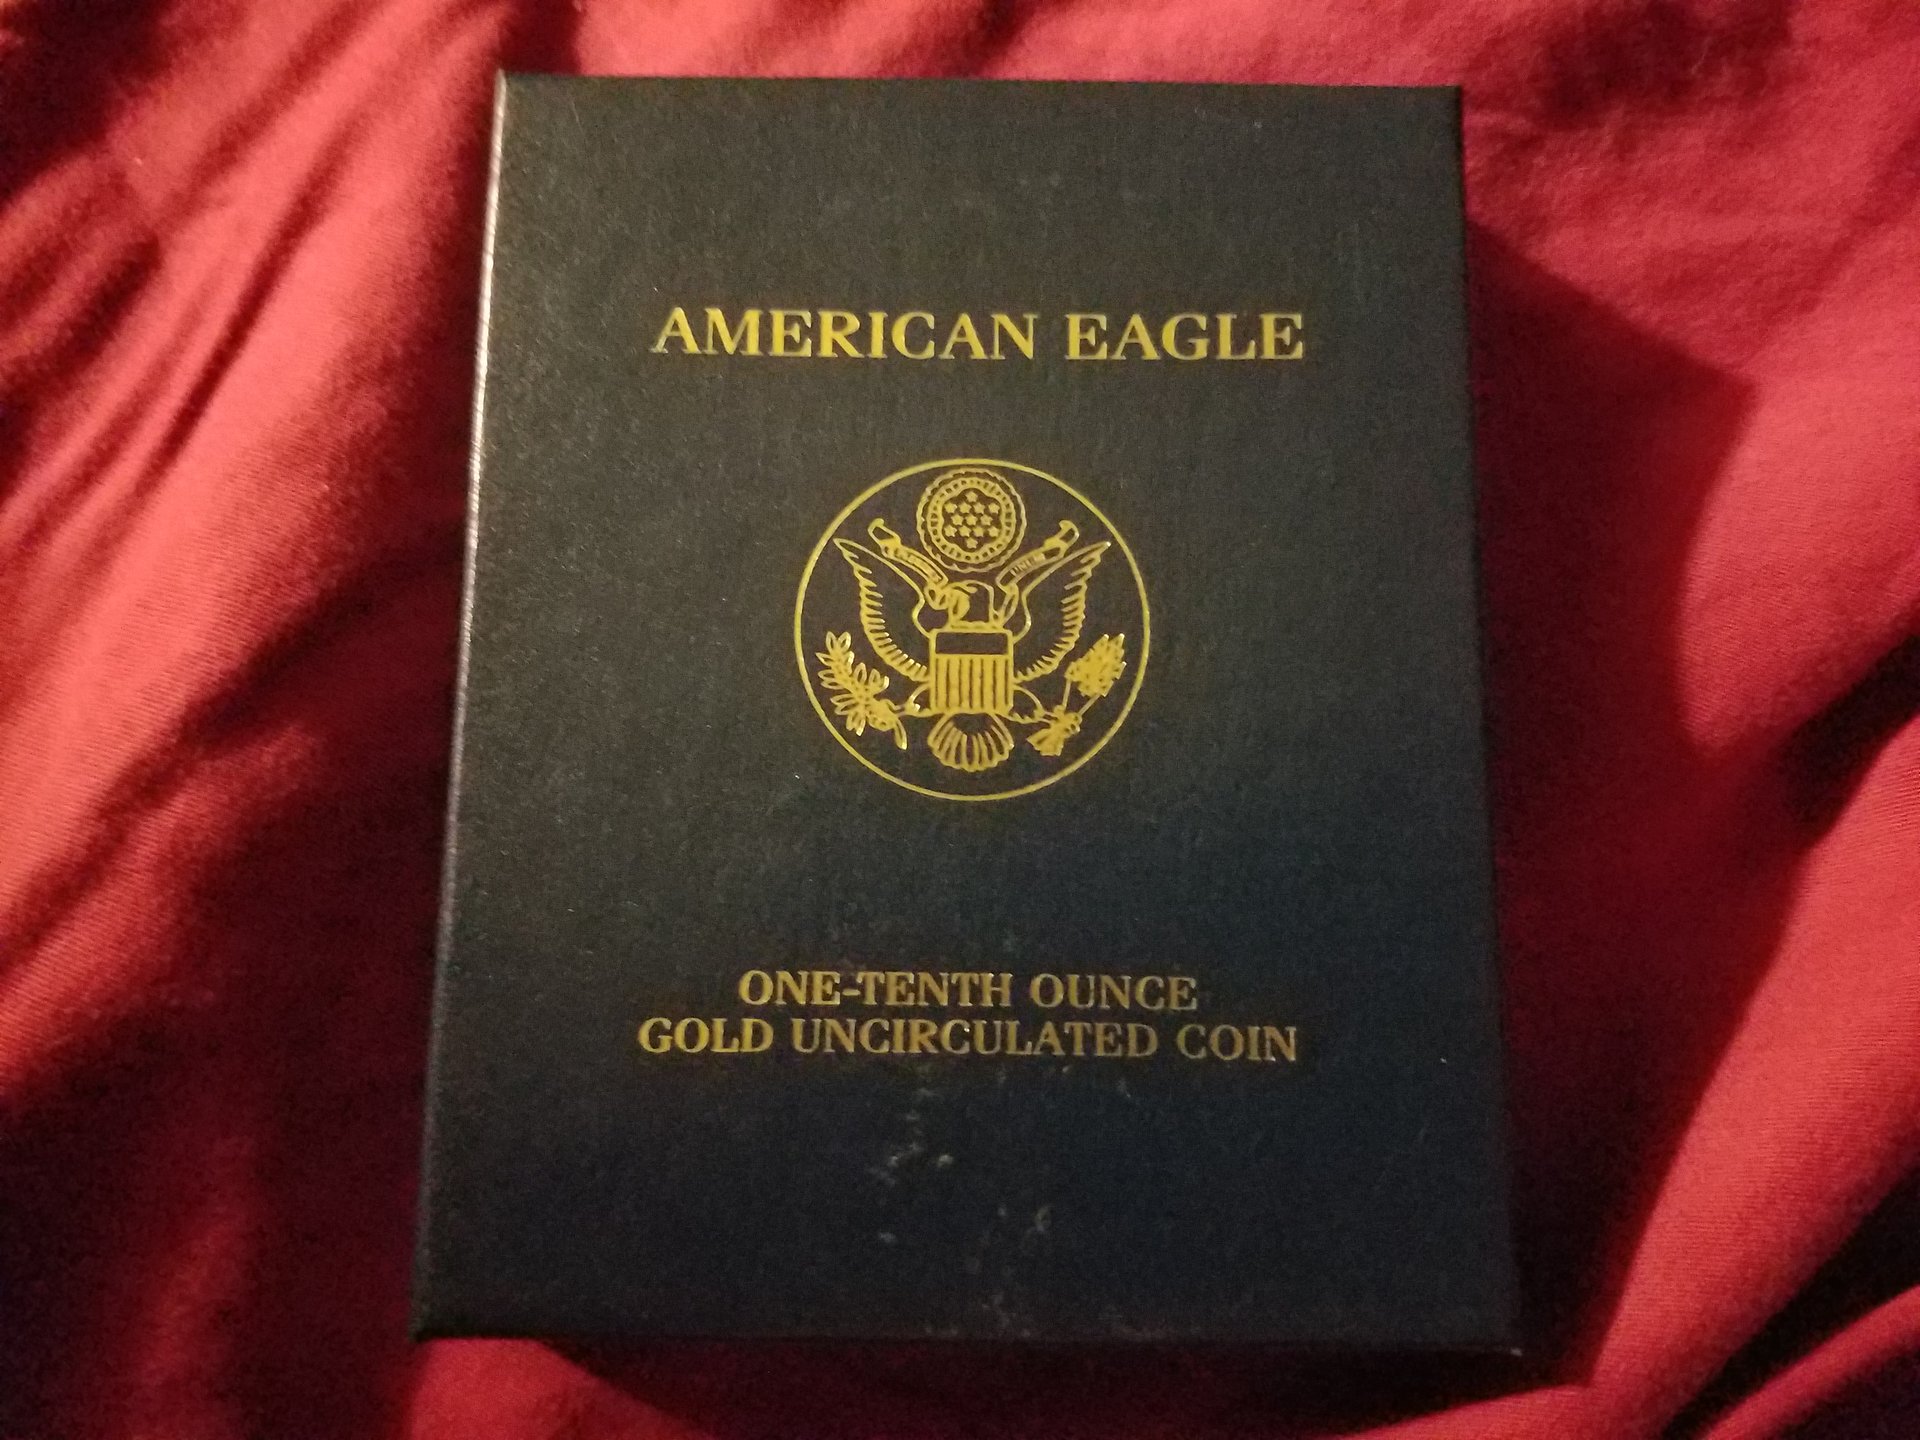 AMERICAN EAGLE
ONE-TENTH OUNCE
GOLD UNCIRCULATED COIN